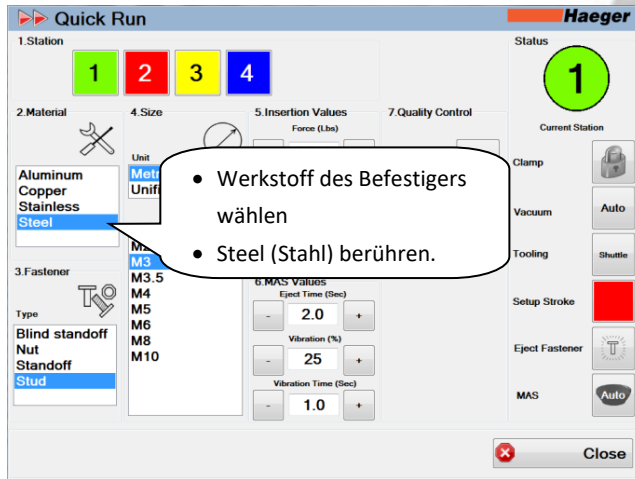 Quick Run
Haeger
1.Station
1
2
3
4
Status
1
Current Station
2.Material
Aluminum
Copper
Stainless
Steel
3.Fastener
Type
Blind standoff
Nut
Standoff
Stud
4.Size
Unit
M3
M3.5
M4
M5
M6
M8
M10
5.Insertion Values
Force (Lbs)
7.Quality Control
• Werkstoff des Befestigers
wählen
• Steel (Stahl) berühren.
6.MAS Values
Eject Time (Sec)
- 2.0 +
Vibration (%)
- 25 +
Vibration Time (Sec)
- 1.0 +
Clamp
Vacuum
Auto
Tooling
Shuttle
Setup Stroke
Eject Fastener
MAS
Auto
Close